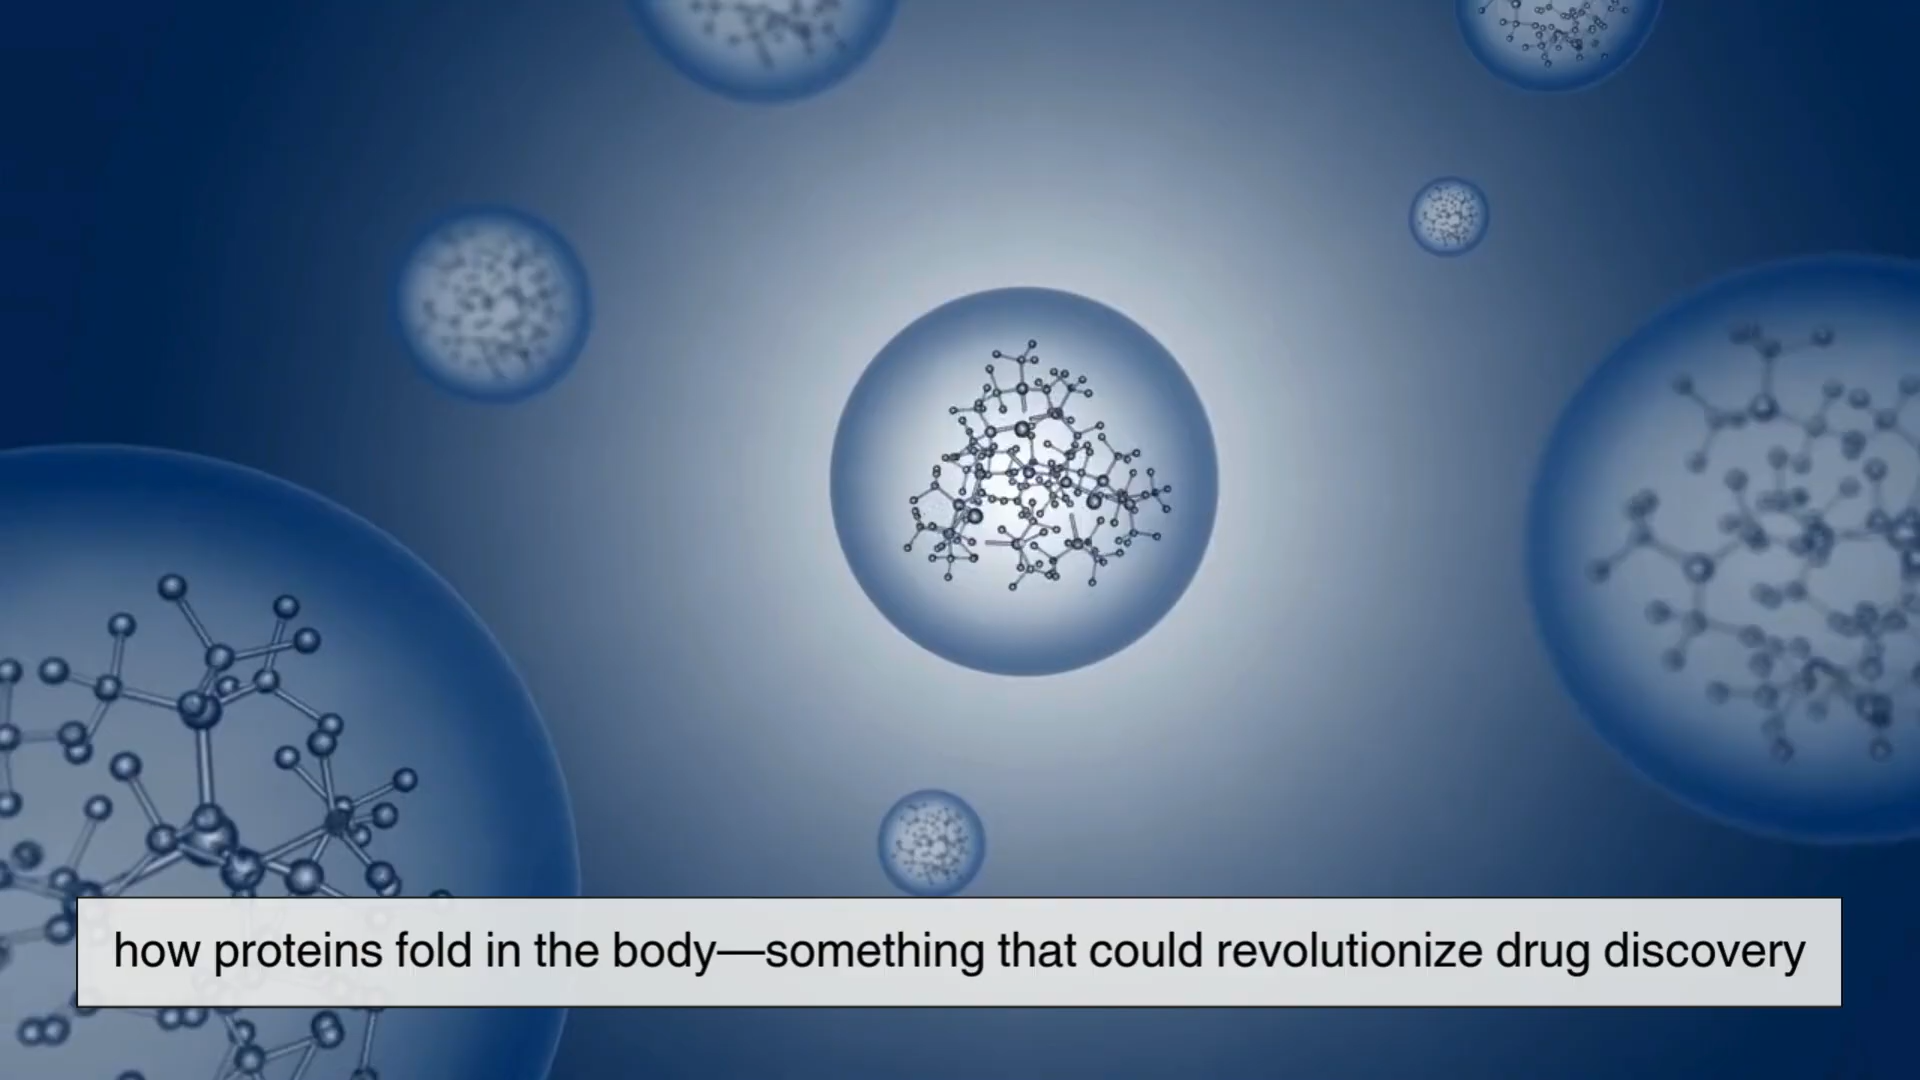 how proteins fold in the body—something that could revolutionize drug discovery